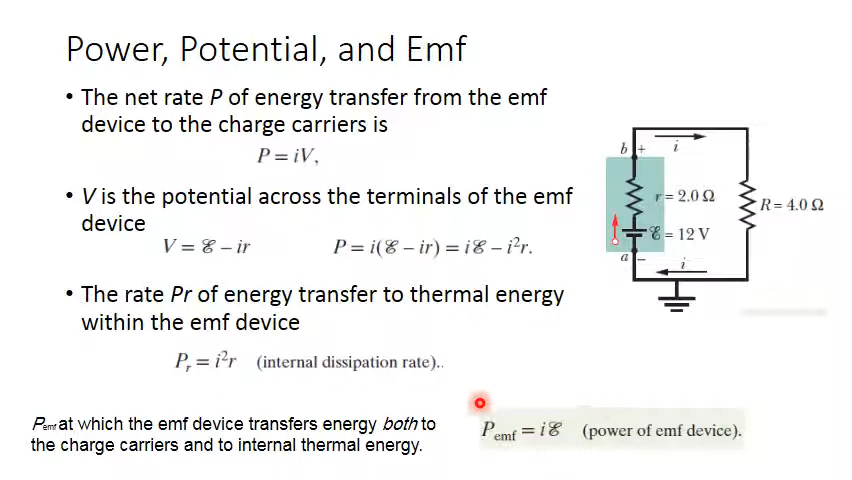 Power, Potential, and Emf
• The net rate P of energy transfer from the emf
device to the charge carriers is
P = iV,
• V is the potential across the terminals of the emf
device
V = ℰ – ir
P = i(ℰ – ir) = iℰ – i²r.
• The rate Pr of energy transfer to thermal energy
within the emf device
Pᵣ = i²r (internal dissipation rate)..
P emf at which the emf device transfers energy both to
the charge carriers and to internal thermal energy.
P emf = iℰ (power of emf device).
b +
i
r = 2.0 Ω
R = 4.0 Ω
ℰ = 12 V
a –
i